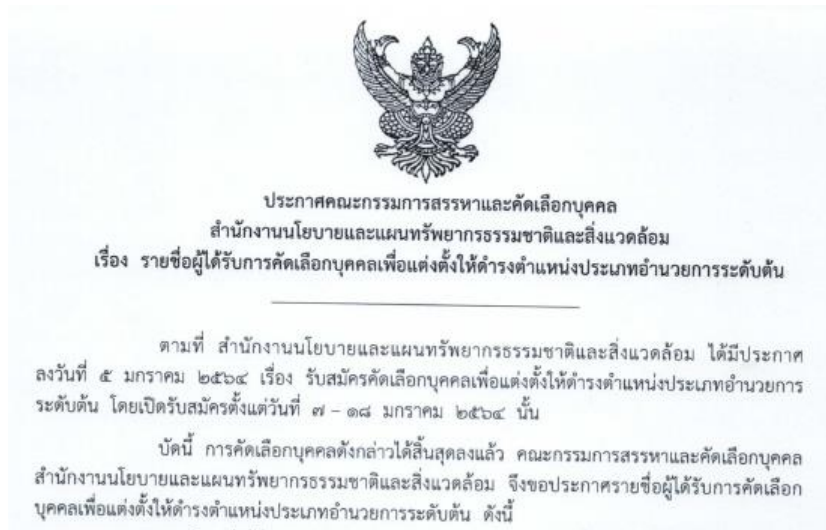 ประกาศคณะกรรมการสรรหาและคัดเลือกบุคคล
สำนักงานนโยบายและแผนทรัพยากรธรรมชาติและสิ่งแวดล้อม
เรื่อง รายชื่อผู้ได้รับการคัดเลือกบุคคลเพื่อแต่งตั้งให้ดำรงตำแหน่งประเภทอำนวยการระดับต้น
ตามที่ สำนักงานนโยบายและแผนทรัพยากรธรรมชาติและสิ่งแวดล้อม ได้มีประกาศ
ลงวันที่ ๕ มกราคม ๒๕๖๔ เรื่อง รับสมัครคัดเลือกบุคคลเพื่อแต่งตั้งให้ดำรงตำแหน่งประเภทอำนวยการ
ระดับต้น โดยเปิดรับสมัครตั้งแต่วันที่ ๗ – ๑๘ มกราคม ๒๕๖๔ นั้น
บัดนี้ การคัดเลือกบุคคลดังกล่าวได้สิ้นสุดลงแล้ว คณะกรรมการสรรหาและคัดเลือกบุคคล
สำนักงานนโยบายและแผนทรัพยากรธรรมชาติและสิ่งแวดล้อม จึงขอประกาศรายชื่อผู้ได้รับการคัดเลือก
บุคคลเพื่อแต่งตั้งให้ดำรงตำแหน่งประเภทอำนวยการระดับต้น ดังนี้